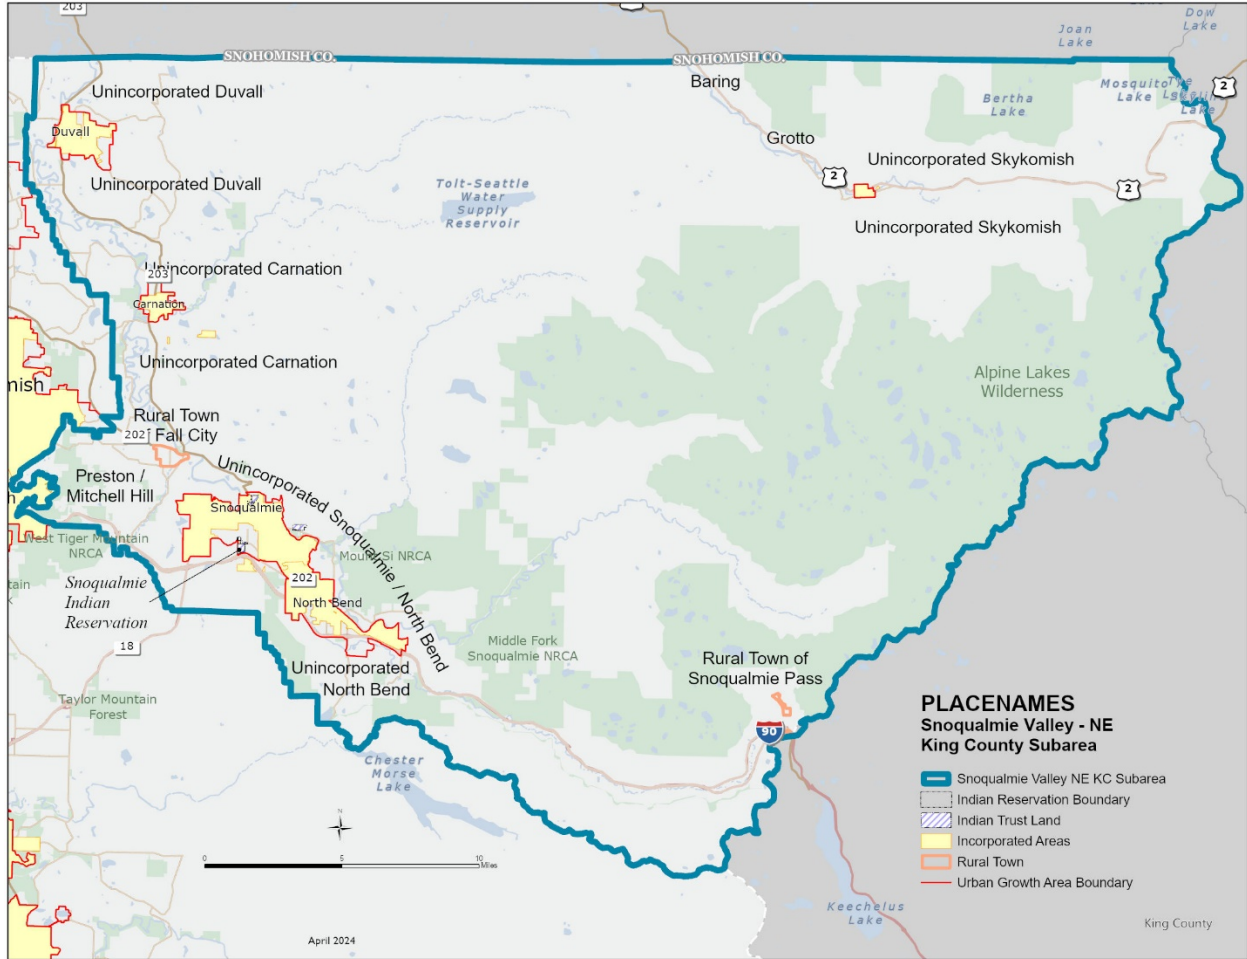 203
2
Dow
Lake
Joan
Lake
SNOHOMISH CO.
SNOHOMISH CO.
Baring
Unincorporated Duvall
Mosquito
Lake
Lake
2
Bertha
Lake
Duvall
Grotto
Unincorporated Skykomish
Unincorporated Duvall
203
Tolt-Seattle
Water
Supply
Reservoir
2
2
Unincorporated Skykomish
Unincorporated Carnation
203
Carnation
Unincorporated Carnation
mish
Alpine Lakes
Wilderness
Rural Town
Fall City
202
Unincorporated Snoqualmie / North Bend
Preston /
Mitchell Hill
Snoqualmie
West Tiger Mountain
NRCA
Mount Si NRCA
Snoqualmie
Indian
Reservation
202
North Bend
18
Middle Fork
Snoqualmie NRCA
Unincorporated
North Bend
Rural Town of
Snoqualmie Pass
Taylor Mountain
Forest
90
Chester
Morse
Lake
PLACENAMES
Snoqualmie Valley - NE
King County Subarea
Snoqualmie Valley NE KC Subarea
Indian Reservation Boundary
Indian Trust Land
Incorporated Areas
Rural Town
Urban Growth Area Boundary
N
0 5 10
Miles
Keechelus
Lake
King County
April 2024